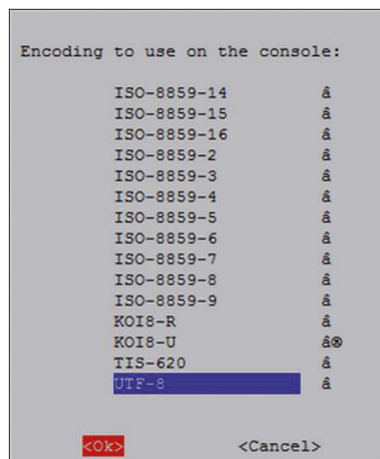 Encoding to use on the console:
ISO-8859-14 â
ISO-8859-15 â
ISO-8859-16 â
ISO-8859-2 â
ISO-8859-3 â
ISO-8859-4 â
ISO-8859-5 â
ISO-8859-6 â
ISO-8859-7 â
ISO-8859-8 â
ISO-8859-9 â
KOI8-R â
KOI8-U â®
TIS-620 â
UTF-8 â
<Ok> <Cancel>